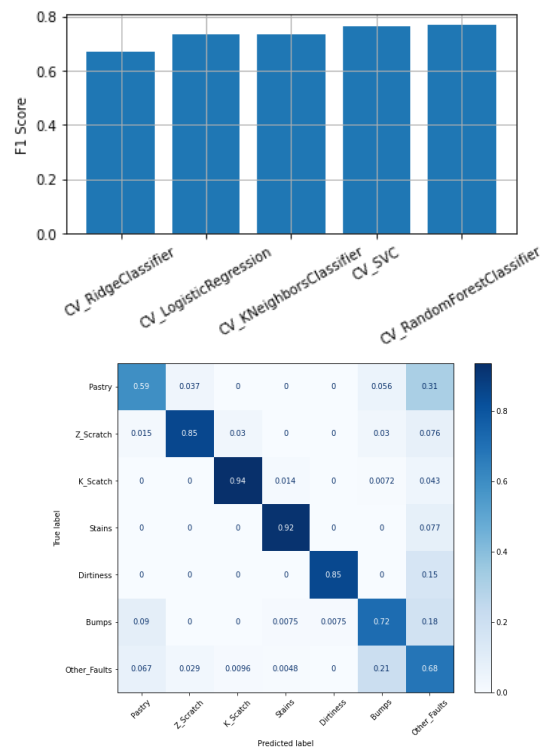 0.8
0.6
0.4
0.2
0.0
F1 Score
CV_RidgeClassifier
CV_LogisticRegression
CV_KNeighborsClassifier
CV_SVC
CV_RandomForestClassifier
Pastry 0.59 0.037 0 0 0 0.056 0.31
Z_Scratch 0.015 0.85 0.03 0 0 0.03 0.076
K_Scatch 0 0 0.94 0.014 0 0.0072 0.043
Stains 0 0 0 0.92 0 0 0.077
Dirtiness 0 0 0 0 0.85 0 0.15
Bumps 0.09 0 0 0.0075 0.0075 0.72 0.18
Other_Faults 0.067 0.029 0.0096 0.0048 0 0.21 0.68
True label
Pastry
Z_Scratch
K_Scatch
Stains
Dirtiness
Bumps
Other_Faults
Predicted label
0.8
0.6
0.4
0.2
0.0